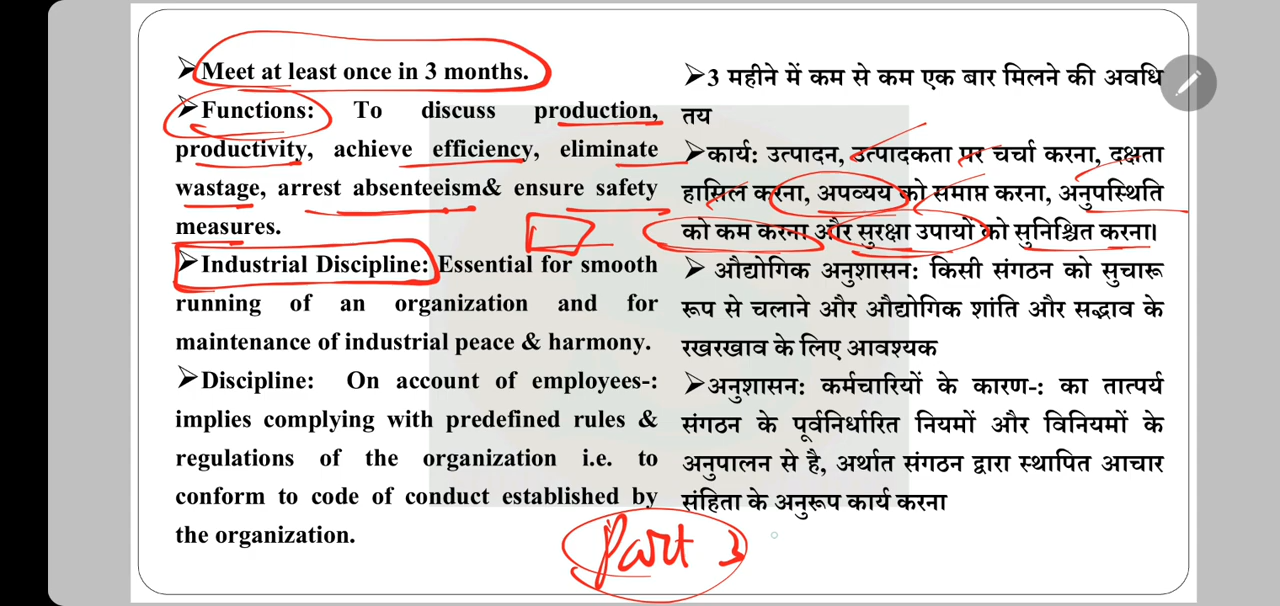 ➢Meet at least once in 3 months.
➢Functions: To discuss production,
productivity, achieve efficiency, eliminate
wastage, arrest absenteeism& ensure safety
measures.
➢Industrial Discipline: Essential for smooth
running of an organization and for
maintenance of industrial peace & harmony.
➢Discipline: On account of employees-:
implies complying with predefined rules &
regulations of the organization i.e. to
conform to code of conduct established by
the organization.
➢3 महीने में कम से कम एक बार मिलने की अवधि
तय
➢कार्य: उत्पादन, उत्पादकता पर चर्चा करना, दक्षता
हासिल करना, अपव्यय को समाप्त करना, अनुपस्थिति
को कम करना और सुरक्षा उपायों को सुनिश्चित करना।
➢ औद्योगिक अनुशासन: किसी संगठन को सुचारू
रूप से चलाने और औद्योगिक शांति और सद्भाव के
रखरखाव के लिए आवश्यक
➢अनुशासन: कर्मचारियों के कारण-: का तात्पर्य
संगठन के पूर्वनिर्धारित नियमों और विनियमों के
अनुपालन से है, अर्थात संगठन द्वारा स्थापित आचार
संहिता के अनुरूप कार्य करना
Part 3